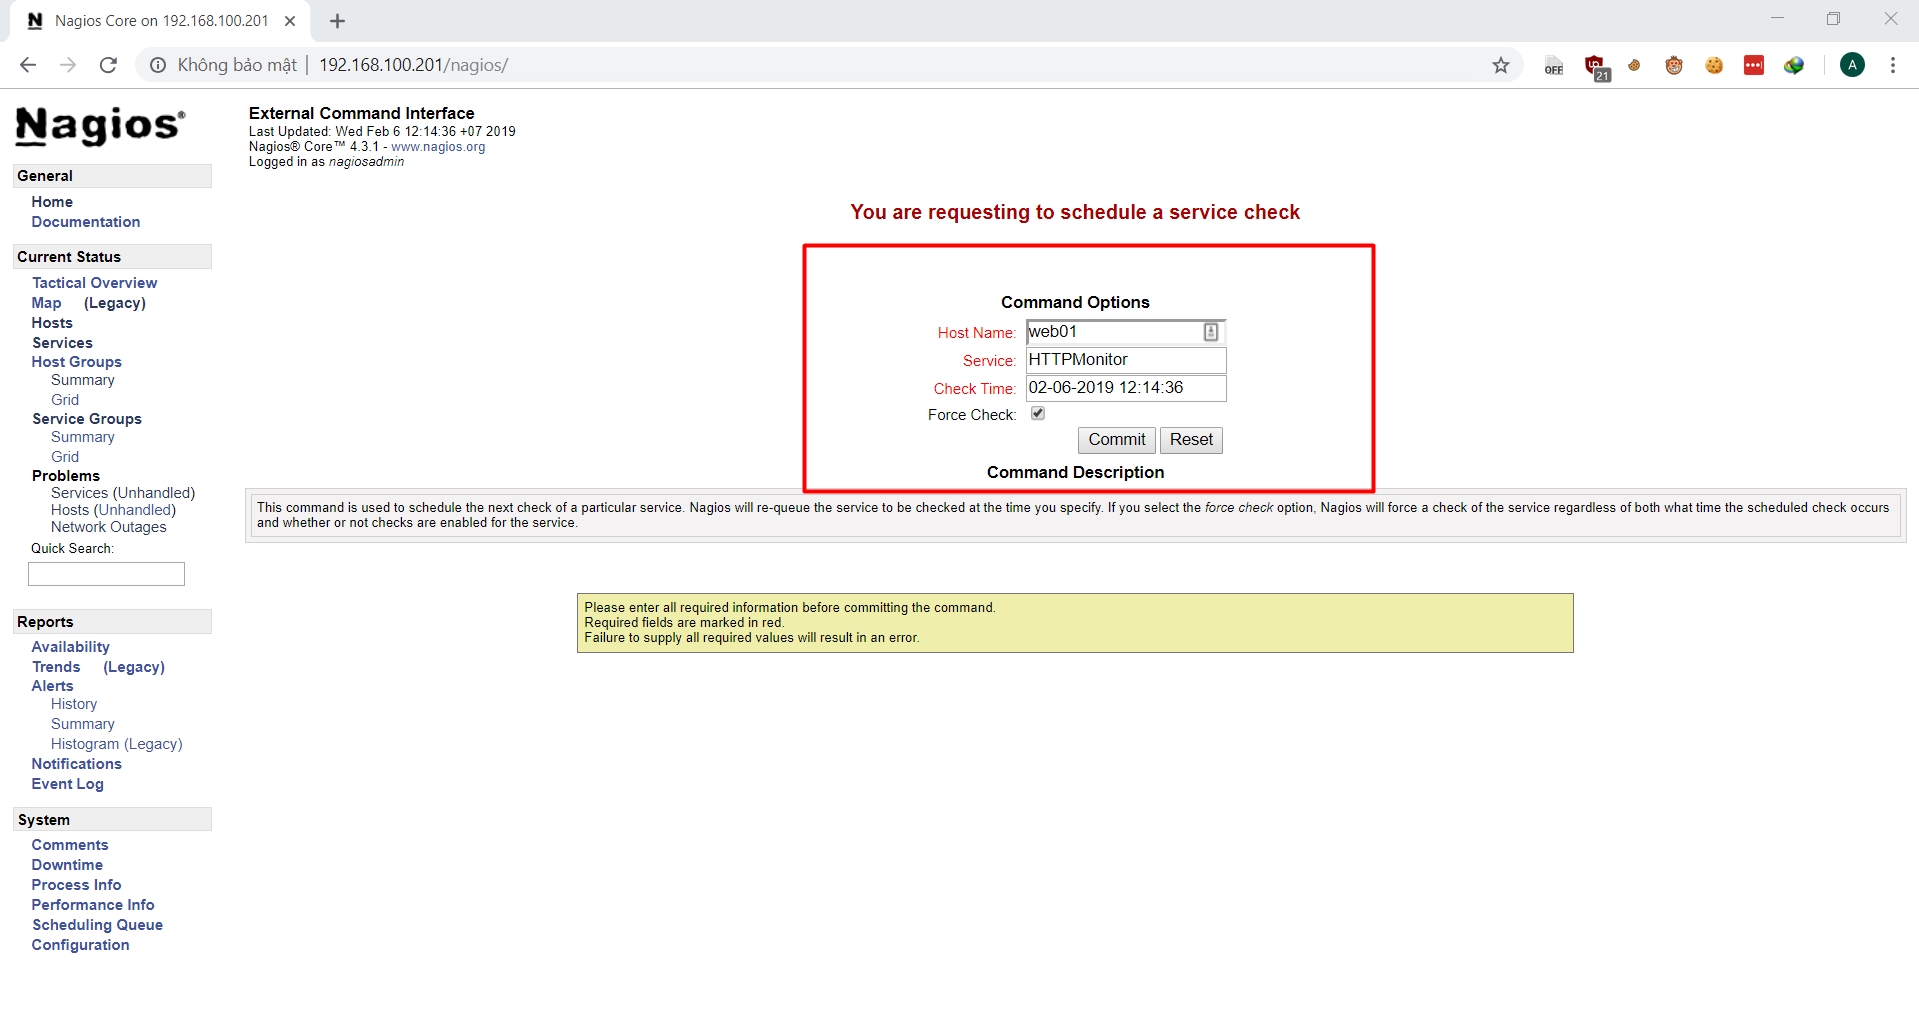 Nagios Core on 192.168.100.201
Không bảo mật | 192.168.100.201/nagios/
OFF
21
A
Nagios®
General
Home
Documentation
Current Status
Tactical Overview
Map (Legacy)
Hosts
Services
Host Groups
Summary
Grid
Service Groups
Summary
Grid
Problems
Services (Unhandled)
Hosts (Unhandled)
Network Outages
Quick Search:
Reports
Availability
Trends (Legacy)
Alerts
History
Summary
Histogram (Legacy)
Notifications
Event Log
System
Comments
Downtime
Process Info
Performance Info
Scheduling Queue
Configuration
External Command Interface
Last Updated: Wed Feb 6 12:14:36 +07 2019
Nagios® Core™ 4.3.1 - www.nagios.org
Logged in as nagiosadmin
You are requesting to schedule a service check
Command Options
Host Name: web01
Service: HTTPMonitor
Check Time: 02-06-2019 12:14:36
Force Check:
Commit Reset
Command Description
This command is used to schedule the next check of a particular service. Nagios will re-queue the service to be checked at the time you specify. If you select the force check option, Nagios will force a check of the service regardless of both what time the scheduled check occurs
and whether or not checks are enabled for the service.
Please enter all required information before committing the command.
Required fields are marked in red.
Failure to supply all required values will result in an error.